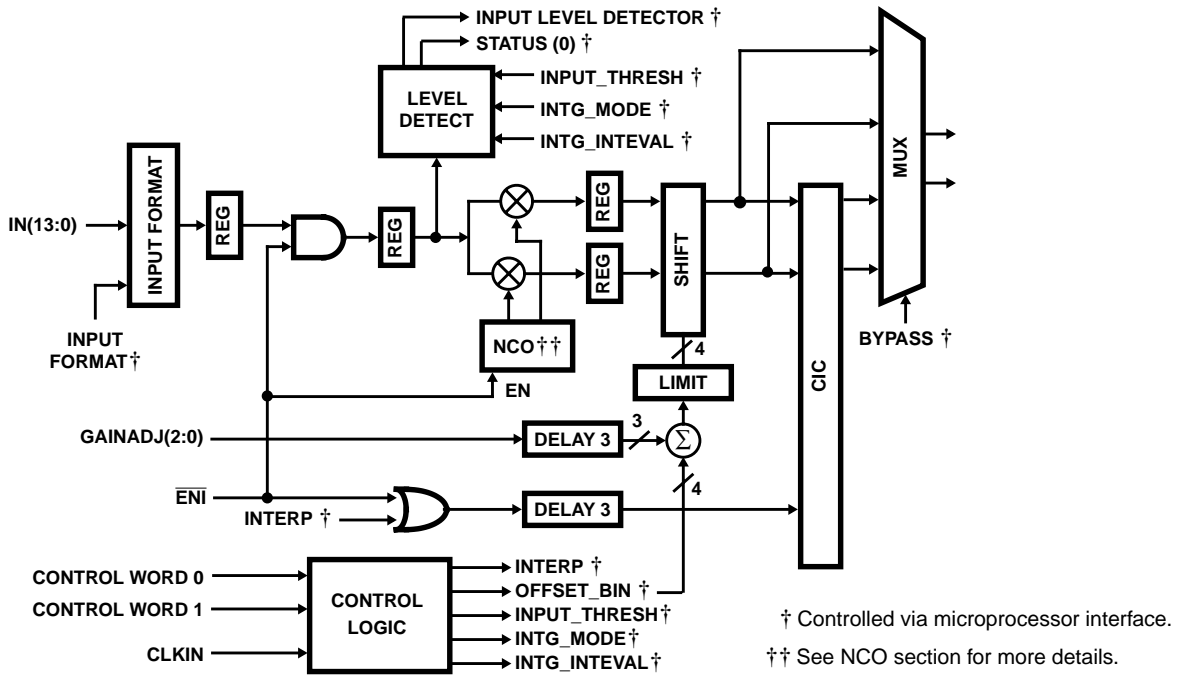 INPUT LEVEL DETECTOR †
STATUS (0) †
LEVEL
DETECT
INPUT_THRESH †
INTG_MODE †
INTG_INTEVAL †
IN(13:0)
INPUT FORMAT
REG
REG
REG
REG
SHIFT
MUX
CIC
INPUT
FORMAT†
NCO††
EN
4
LIMIT
BYPASS †
GAINADJ(2:0)
DELAY 3
3
Σ
4
ENI
INTERP †
DELAY 3
CONTROL WORD 0
CONTROL WORD 1
CLKIN
CONTROL
LOGIC
INTERP †
OFFSET_BIN †
INPUT_THRESH†
INTG_MODE†
INTG_INTEVAL†
† Controlled via microprocessor interface.
†† See NCO section for more details.